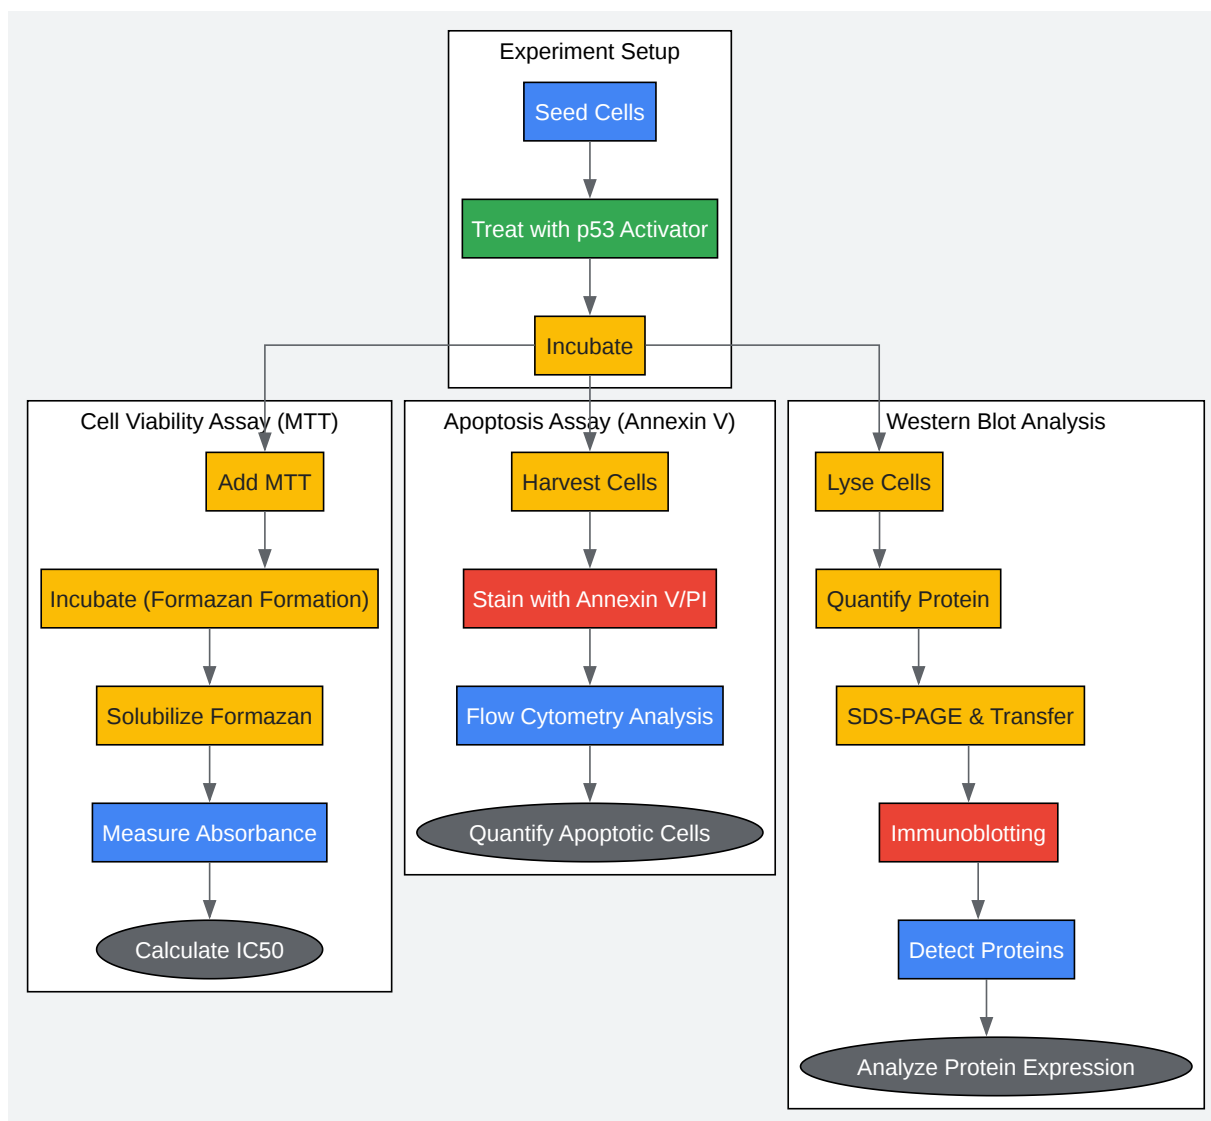 Experiment Setup
Seed Cells
Treat with p53 Activator
Incubate
Cell Viability Assay (MTT)
Add MTT
Incubate (Formazan Formation)
Solubilize Formazan
Measure Absorbance
Calculate IC50
Apoptosis Assay (Annexin V)
Harvest Cells
Stain with Annexin V/PI
Flow Cytometry Analysis
Quantify Apoptotic Cells
Western Blot Analysis
Lyse Cells
Quantify Protein
SDS-PAGE & Transfer
Immunoblotting
Detect Proteins
Analyze Protein Expression